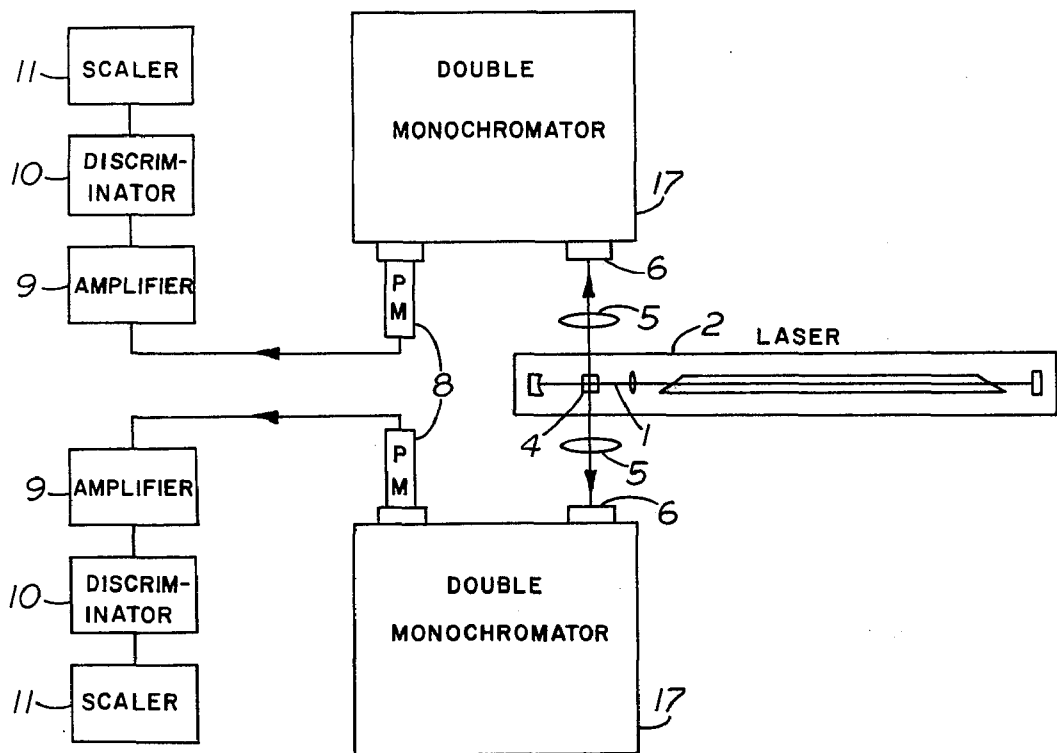 11
SCALER
10
DISCRIM-
INATOR
9
AMPLIFIER
DOUBLE
MONOCHROMATOR
17
6
P
M
5
2
LASER
8
4
1
5
P
M
6
9
AMPLIFIER
10
DISCRIM-
INATOR
11
SCALER
DOUBLE
MONOCHROMATOR
17